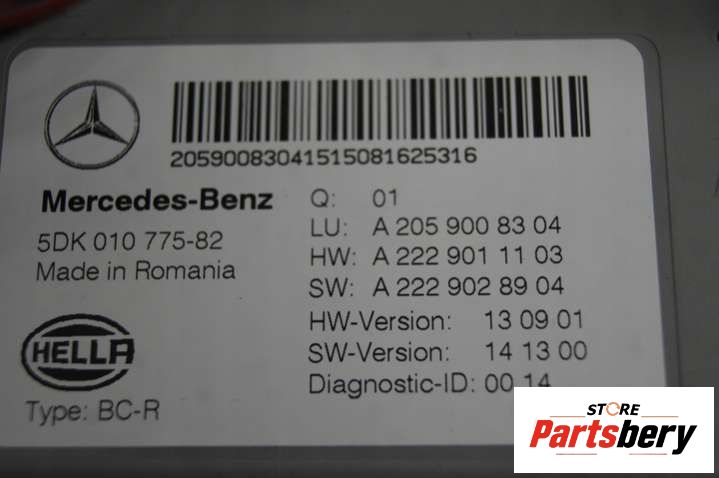 2059008304151508162​5316
Mercedes-Benz
5DK 010 775-82
Made in Romania
HELLA
Type: BC-R
Q: 01
LU: A 205 900 83 04
HW: A 222 901 11 03
SW: A 222 902 89 04
HW-Version: 13 09 01
SW-Version: 14 13 00
Diagnostic-ID: 00 14
STORE
Partsbery